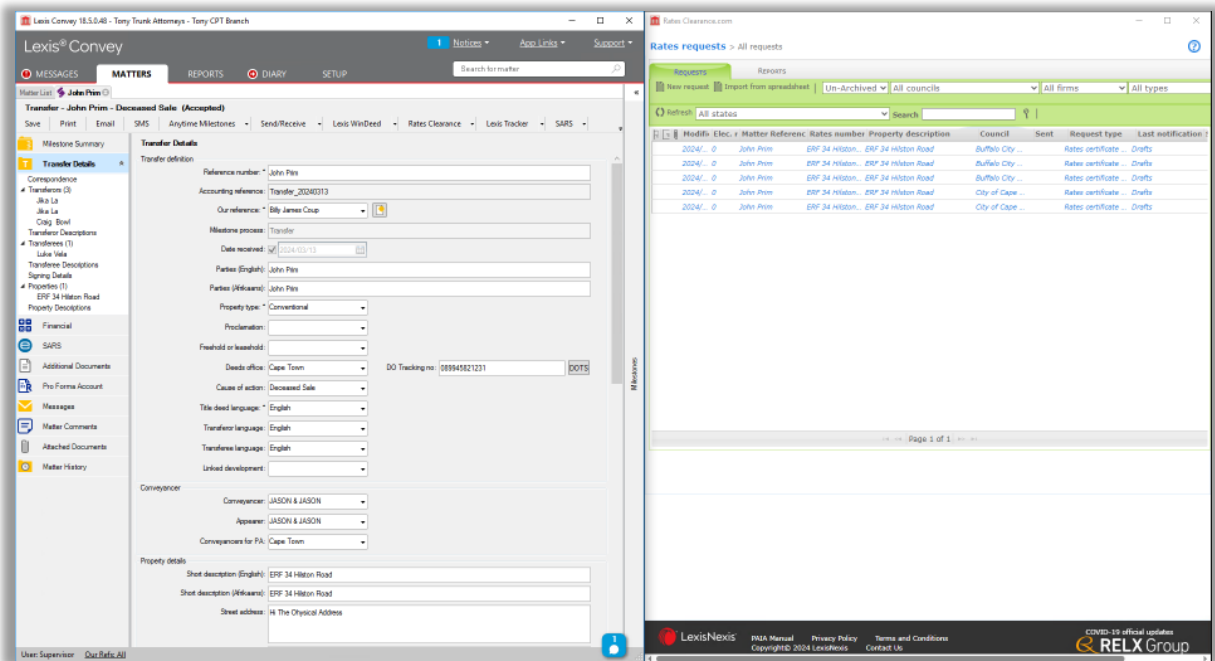 Lexis Convey 18.5.0.48 - Tony Trunk Attorneys - Tony CPT Branch
Lexis® Convey
1 Notices App Links Support
MESSAGES MATTERS REPORTS DIARY SETUP
Search for matter
Matter List John Prim
Transfer - John Prim - Deceased Sale (Accepted)
Save Print Email SMS Anytime Milestones Send/Receive Lexis WinDeed Rates Clearance Lexis Tracker SARS
Milestone Summary
Transfer Details
Correspondence
Transferors (3)
Jika La
Jika La
Craig Bowl
Transferor Descriptions
Transferees (1)
Luke Vela
Transferee Descriptions
Signing Details
Properties (1)
ERF 34 Hilston Road
Property Descriptions
Financial
SARS
Additional Documents
Pro Forma Account
Messages
Matter Comments
Attached Documents
Matter History
Transfer Details
Transfer definition
Reference number: * John Prim
Accounting reference: Transfer_20240313
Our reference: * Billy James Coup
Milestone process: Transfer
Date received: 2024/03/13
Parties (English): John Prim
Parties (Afrikaans): John Prim
Property type: * Conventional
Proclamation:
Freehold or leasehold:
Deeds office: Cape Town DO Tracking no: 089945821231 DOTS
Cause of action: Deceased Sale
Title deed language: * English
Transferor language: English
Transferee language: English
Linked development:
Conveyancer
Conveyancer: JASON & JASON
Appearer: JASON & JASON
Conveyancers for PA: Cape Town
Property details
Short description (English): ERF 34 Hilston Road
Short description (Afrikaans): ERF 34 Hilston Road
Street address: Hi The Ohysical Address
Milestones
1
User: Supervisor Our Refs: All
Rates Clearance.com
Rates requests > All requests
Requests Reports
New request Import from spreadsheet Un-Archived All councils All firms All types
Refresh All states Search
Modifi Elec. r Matter Referenc Rates number Property description Council Sent Request type Last notification
2024/... 0 John Prim ERF 34 Hilston... ERF 34 Hilston Road Buffalo City ... Rates certificate ... Drafts
2024/... 0 John Prim ERF 34 Hilston... ERF 34 Hilston Road Buffalo City ... Rates certificate ... Drafts
2024/... 0 John Prim ERF 34 Hilston... ERF 34 Hilston Road Buffalo City ... Rates certificate ... Drafts
2024/... 0 John Prim ERF 34 Hilston... ERF 34 Hilston Road City of Cape ... Rates certificate ... Drafts
2024/... 0 John Prim ERF 34 Hilston... ERF 34 Hilston Road City of Cape ... Rates certificate ... Drafts
Page 1 of 1
LexisNexis PAIA Manual Privacy Policy Terms and Conditions
Copyright© 2024 LexisNexis Contact Us
COVID-19 official updates
RELX Group